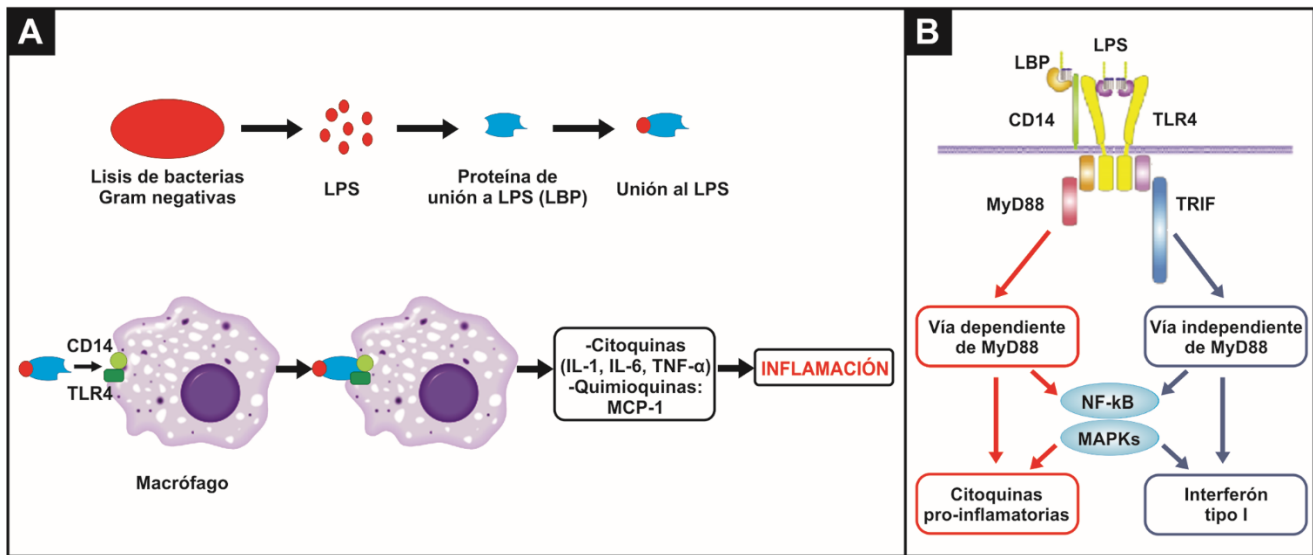 A
Lisis de bacterias
Gram negativas
LPS
Proteína de
unión a LPS (LBP)
Unión al LPS
CD14
TLR4
Macrófago
-Citoquinas
(IL-1, IL-6, TNF-α)
-Quimioquinas:
MCP-1
INFLAMACIÓN
B
LBP
LPS
CD14
TLR4
MyD88
TRIF
Vía dependiente
de MyD88
Vía independiente
de MyD88
NF-kB
MAPKs
Citoquinas
pro-inflamatorias
Interferón
tipo I